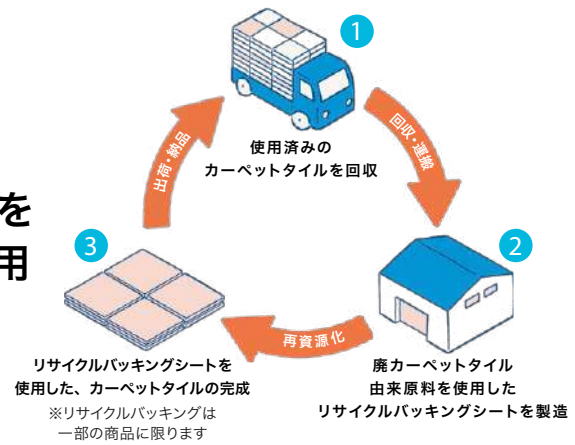 1
使用済みの
カーペットタイルを回収
回収・運搬
2
廃カーペットタイル
由来原料を使用した
リサイクルバッキングシートを製造
再資源化
3
リサイクルバッキングシートを
使用した、カーペットタイルの完成
※リサイクルバッキングは
一部の商品に限ります
出荷・納品
を
用